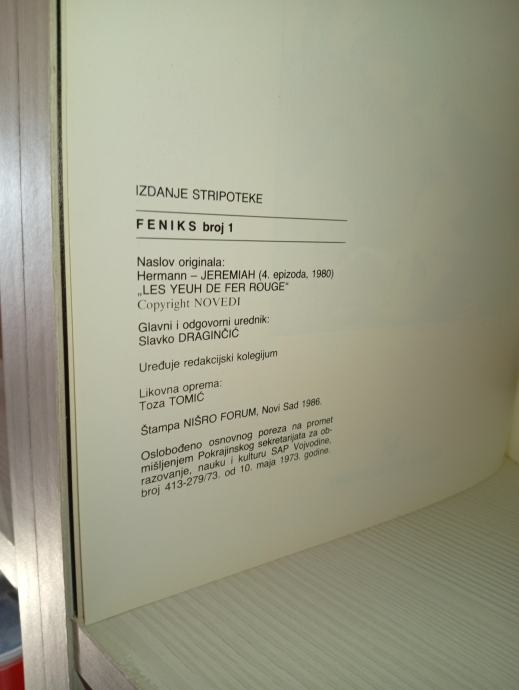 IZDANJE STRIPOTEKE
FENIKS broj 1
Naslov originala:
Hermann – JEREMIAH (4. epizoda, 1980)
„LES YEUH DE FER ROUGE“
Copyright NOVEDI
Glavni i odgovorni urednik:
Slavko DRAGINČIĆ
Uređuje redakcijski kolegijum
Likovna oprema:
Toza TOMIĆ
Štampa NIŠRO FORUM, Novi Sad 1986.
Oslobođeno osnovnog poreza na promet
mišljenjem Pokrajinskog sekretarijata za ob-
razovanje, nauku i kulturu SAP Vojvodine,
broj 413-279/73. od 10. maja 1973. godine.